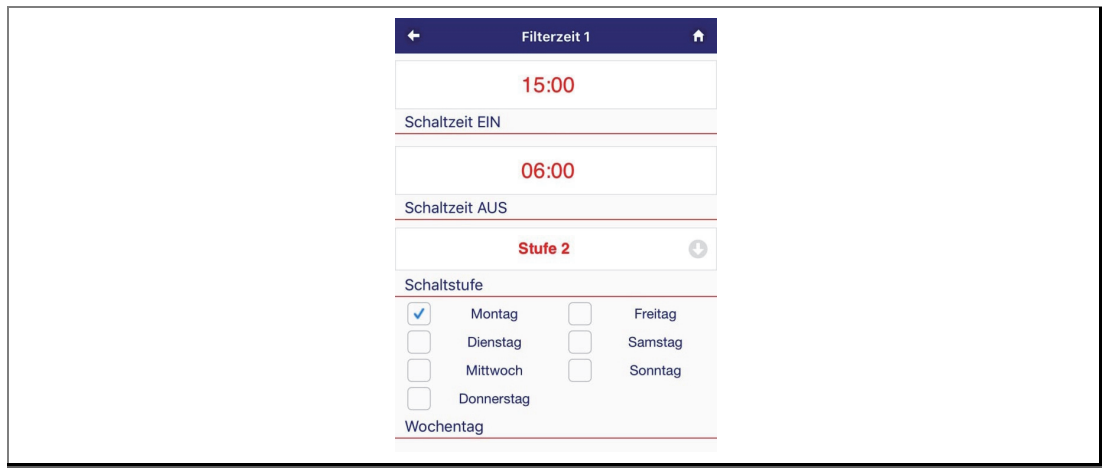 Filterzeit 1
15:00
Schaltzeit EIN
06:00
Schaltzeit AUS
Stufe 2
Schaltstufe
Montag Freitag
Dienstag Samstag
Mittwoch Sonntag
Donnerstag
Wochentag